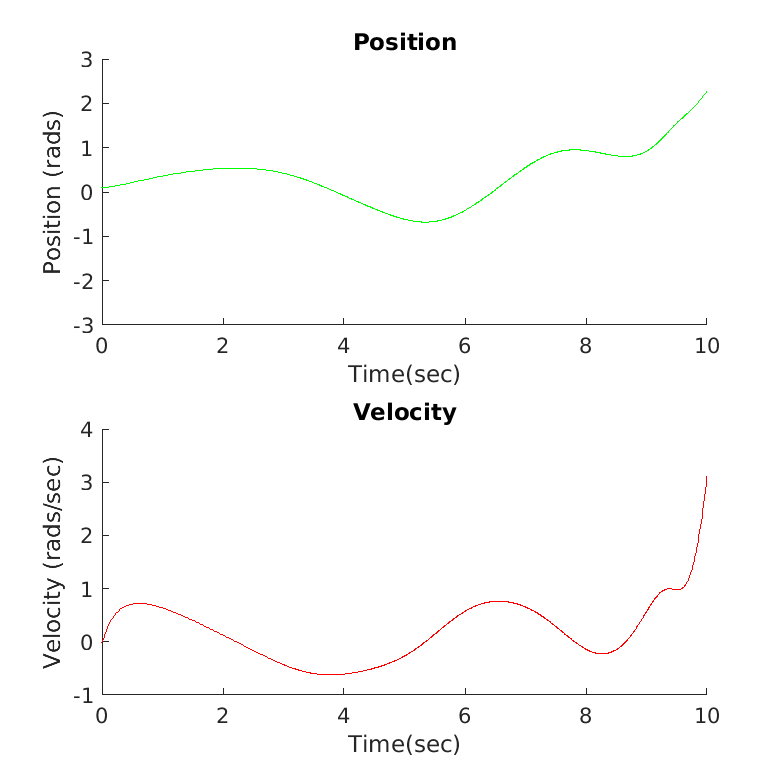 Position
Position (rads)
3
2
1
0
-1
-2
-3
0 2 4 6 8 10
Time(sec)
Velocity
Velocity (rads/sec)
4
3
2
1
0
-1
0 2 4 6 8 10
Time(sec)